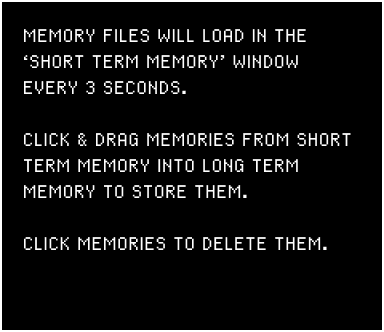 MEMORY FILES WILL LOAD IN THE
‘SHORT TERM MEMORY’ WINDOW
EVERY 3 SECONDS.
CLICK & DRAG MEMORIES FROM SHORT
TERM MEMORY INTO LONG TERM
MEMORY TO STORE THEM.
CLICK MEMORIES TO DELETE THEM.